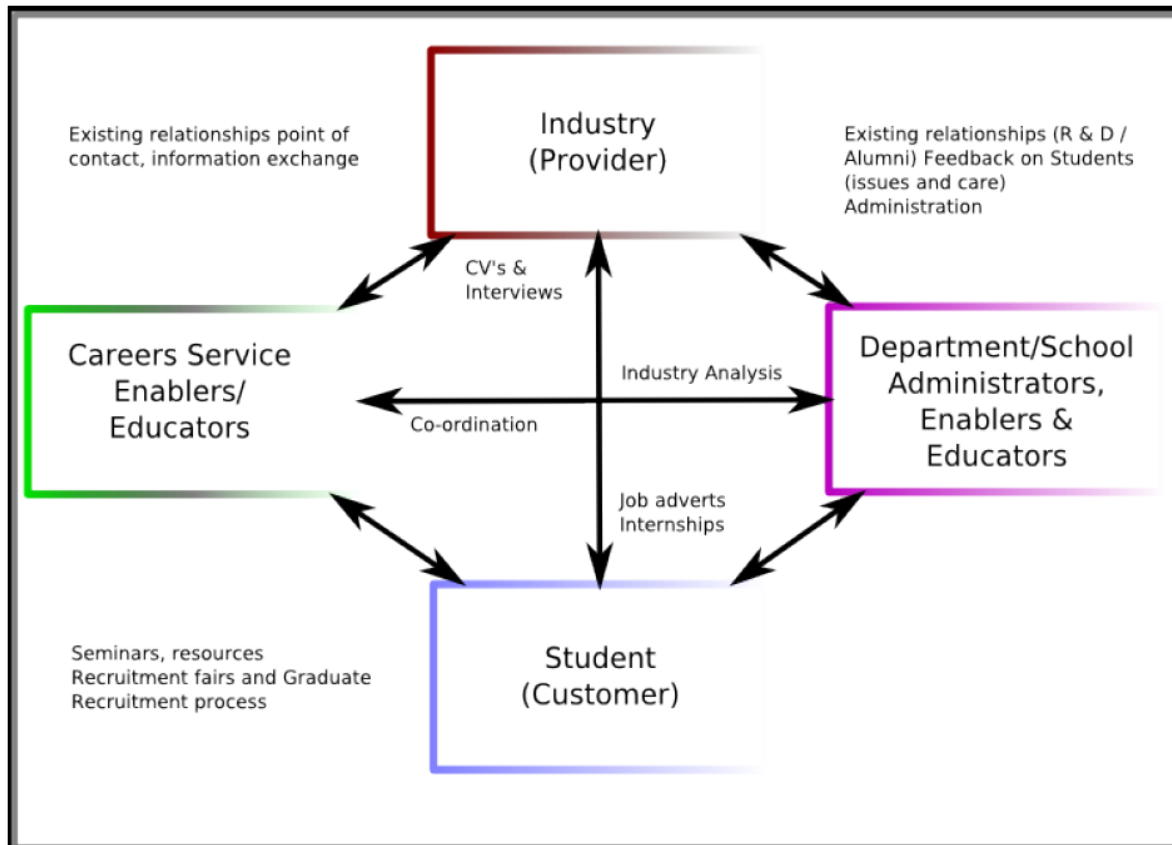 Industry
(Provider)
Existing relationships point of
contact, information exchange
Existing relationships (R & D /
Alumni) Feedback on Students
(issues and care)
Administration
CV's &
Interviews
Careers Service
Enablers/
Educators
Industry Analysis
Co-ordination
Department/School
Administrators,
Enablers &
Educators
Job adverts
Internships
Seminars, resources
Recruitment fairs and Graduate
Recruitment process
Student
(Customer)